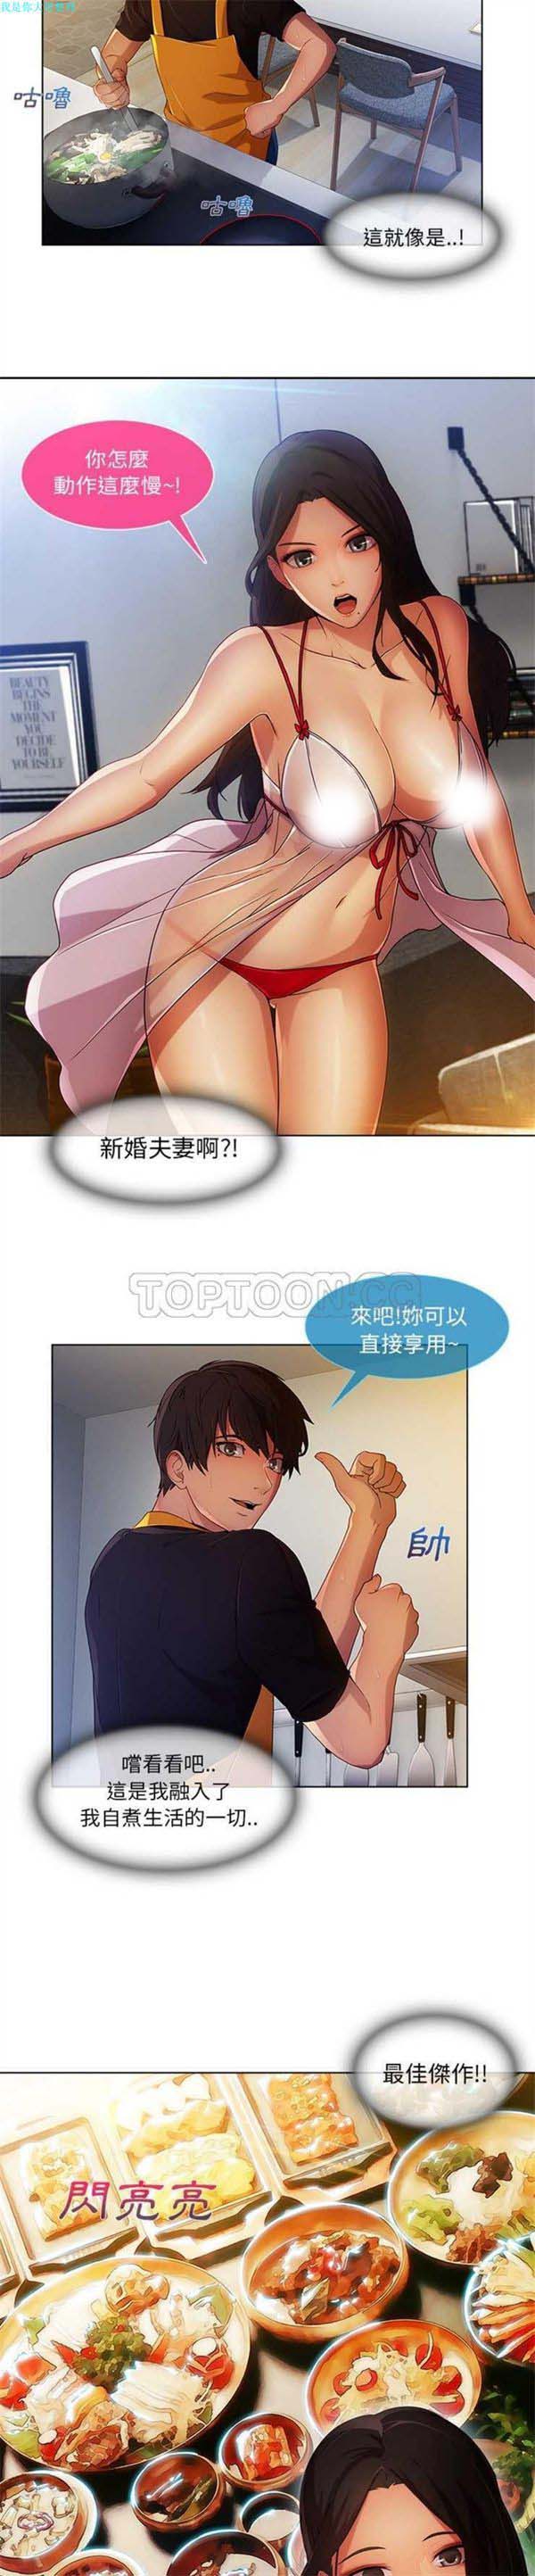 咕嚕
咕嚕
這就像是..!
你怎麼
動作這麼慢~!
BEAUTY
BEGINS
THE
MOMENT
YOU
DECIDE
TO BE
YOURSELF
新婚夫妻啊?!
TOPTOON.CC
來吧!妳可以
直接享用~
帥
嚐看看吧..
這是我融入了
我自煮生活的一切..
最佳傑作!!
閃亮亮